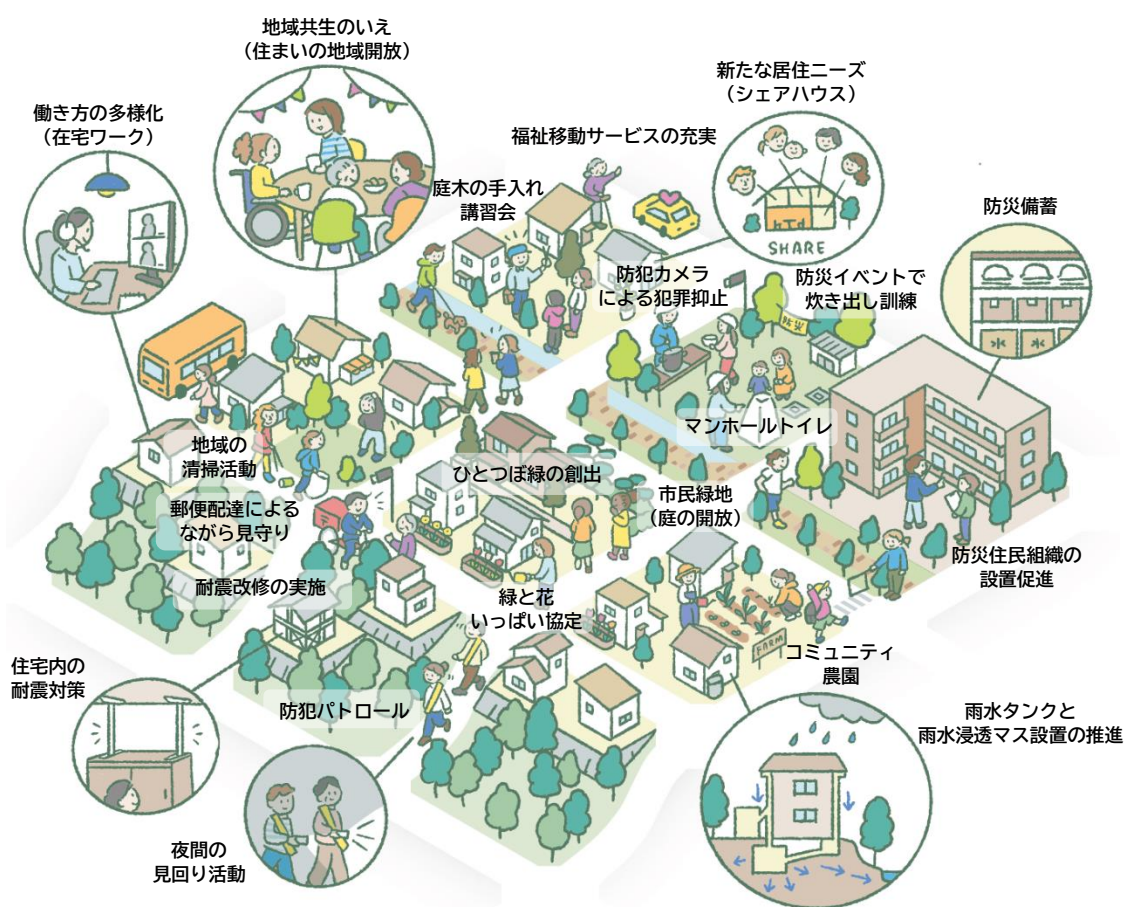 地域共生のいえ
（住まいの地域開放）
新たな居住ニーズ
（シェアハウス）
働き方の多様化
（在宅ワーク）
福祉移動サービスの充実
庭木の手入れ
講習会
防災備蓄
SHARE
防犯カメラ
による犯罪抑止
防災イベントで
炊き出し訓練
防災
水
水
マンホールトイレ
地域の
清掃活動
ひとつぼ緑の創出
市民緑地
（庭の開放）
郵便配達による
ながら見守り
防災住民組織の
設置促進
耐震改修の実施
緑と花
いっぱい協定
FARM
コミュニティ
農園
住宅内の
耐震対策
防犯パトロール
雨水タンクと
雨水浸透マス設置の推進
夜間の
見回り活動